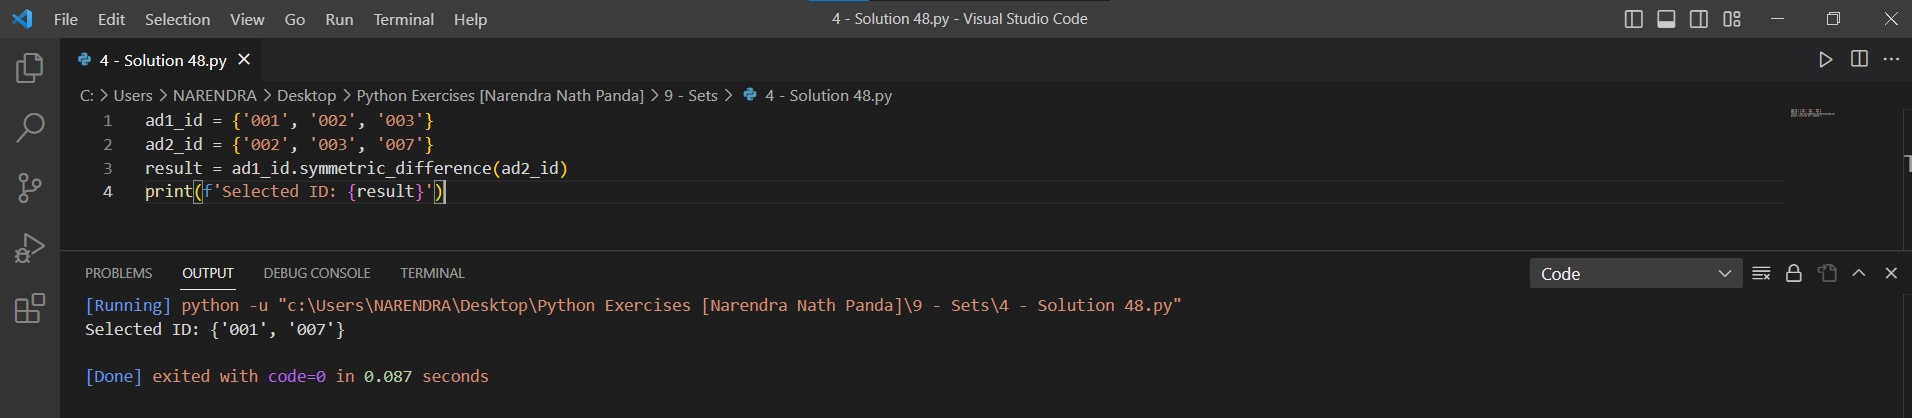 File Edit Selection View Go Run Terminal Help 4 - Solution 48.py - Visual Studio Code
4 - Solution 48.py
C: > Users > NARENDRA > Desktop > Python Exercises [Narendra Nath Panda] > 9 - Sets > 4 - Solution 48.py
1 ad1_id = {'001', '002', '003'}
2 ad2_id = {'002', '003', '007'}
3 result = ad1_id.symmetric_difference(ad2_id)
4 print(f'Selected ID: {result}')
PROBLEMS OUTPUT DEBUG CONSOLE TERMINAL Code
[Running] python -u "c:\Users\NARENDRA\Desktop\Python Exercises [Narendra Nath Panda]\9 - Sets\4 - Solution 48.py"
Selected ID: {'001', '007'}
[Done] exited with code=0 in 0.087 seconds